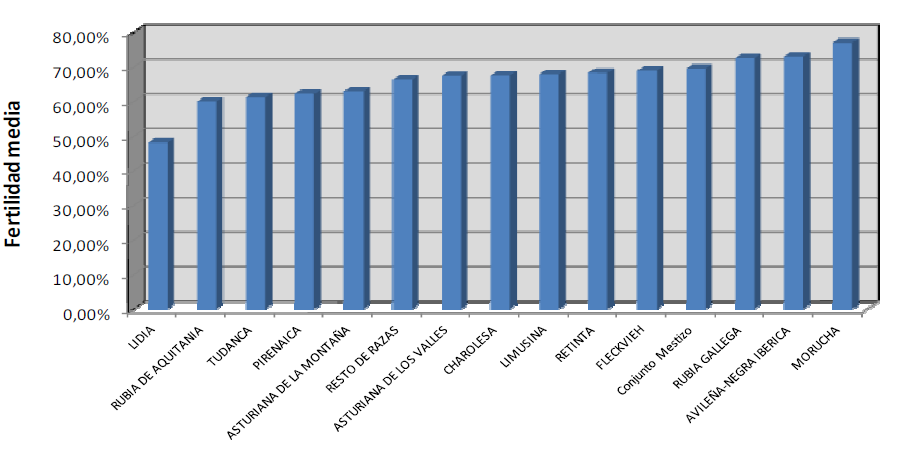 80,00%
70,00%
60,00%
50,00%
40,00%
30,00%
20,00%
10,00%
0,00%
Fertilidad media
LIDIA
RUBIA DE AQUITANIA
TUDANCA
PIRENAICA
ASTURIANA DE LA MONTAÑA
RESTO DE RAZAS
ASTURIANA DE LOS VALLES
CHAROLESA
LIMUSINA
RETINTA
FLECKVIEH
Conjunto Mestizo
RUBIA GALLEGA
AVILEÑA-NEGRA IBERICA
MORUCHA